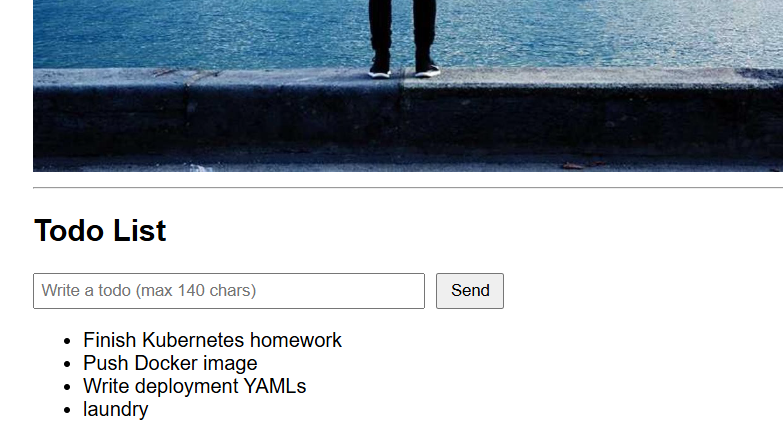 Todo List
Write a todo (max 140 chars)
Send
Finish Kubernetes homework
Push Docker image
Write deployment YAMLs
laundry